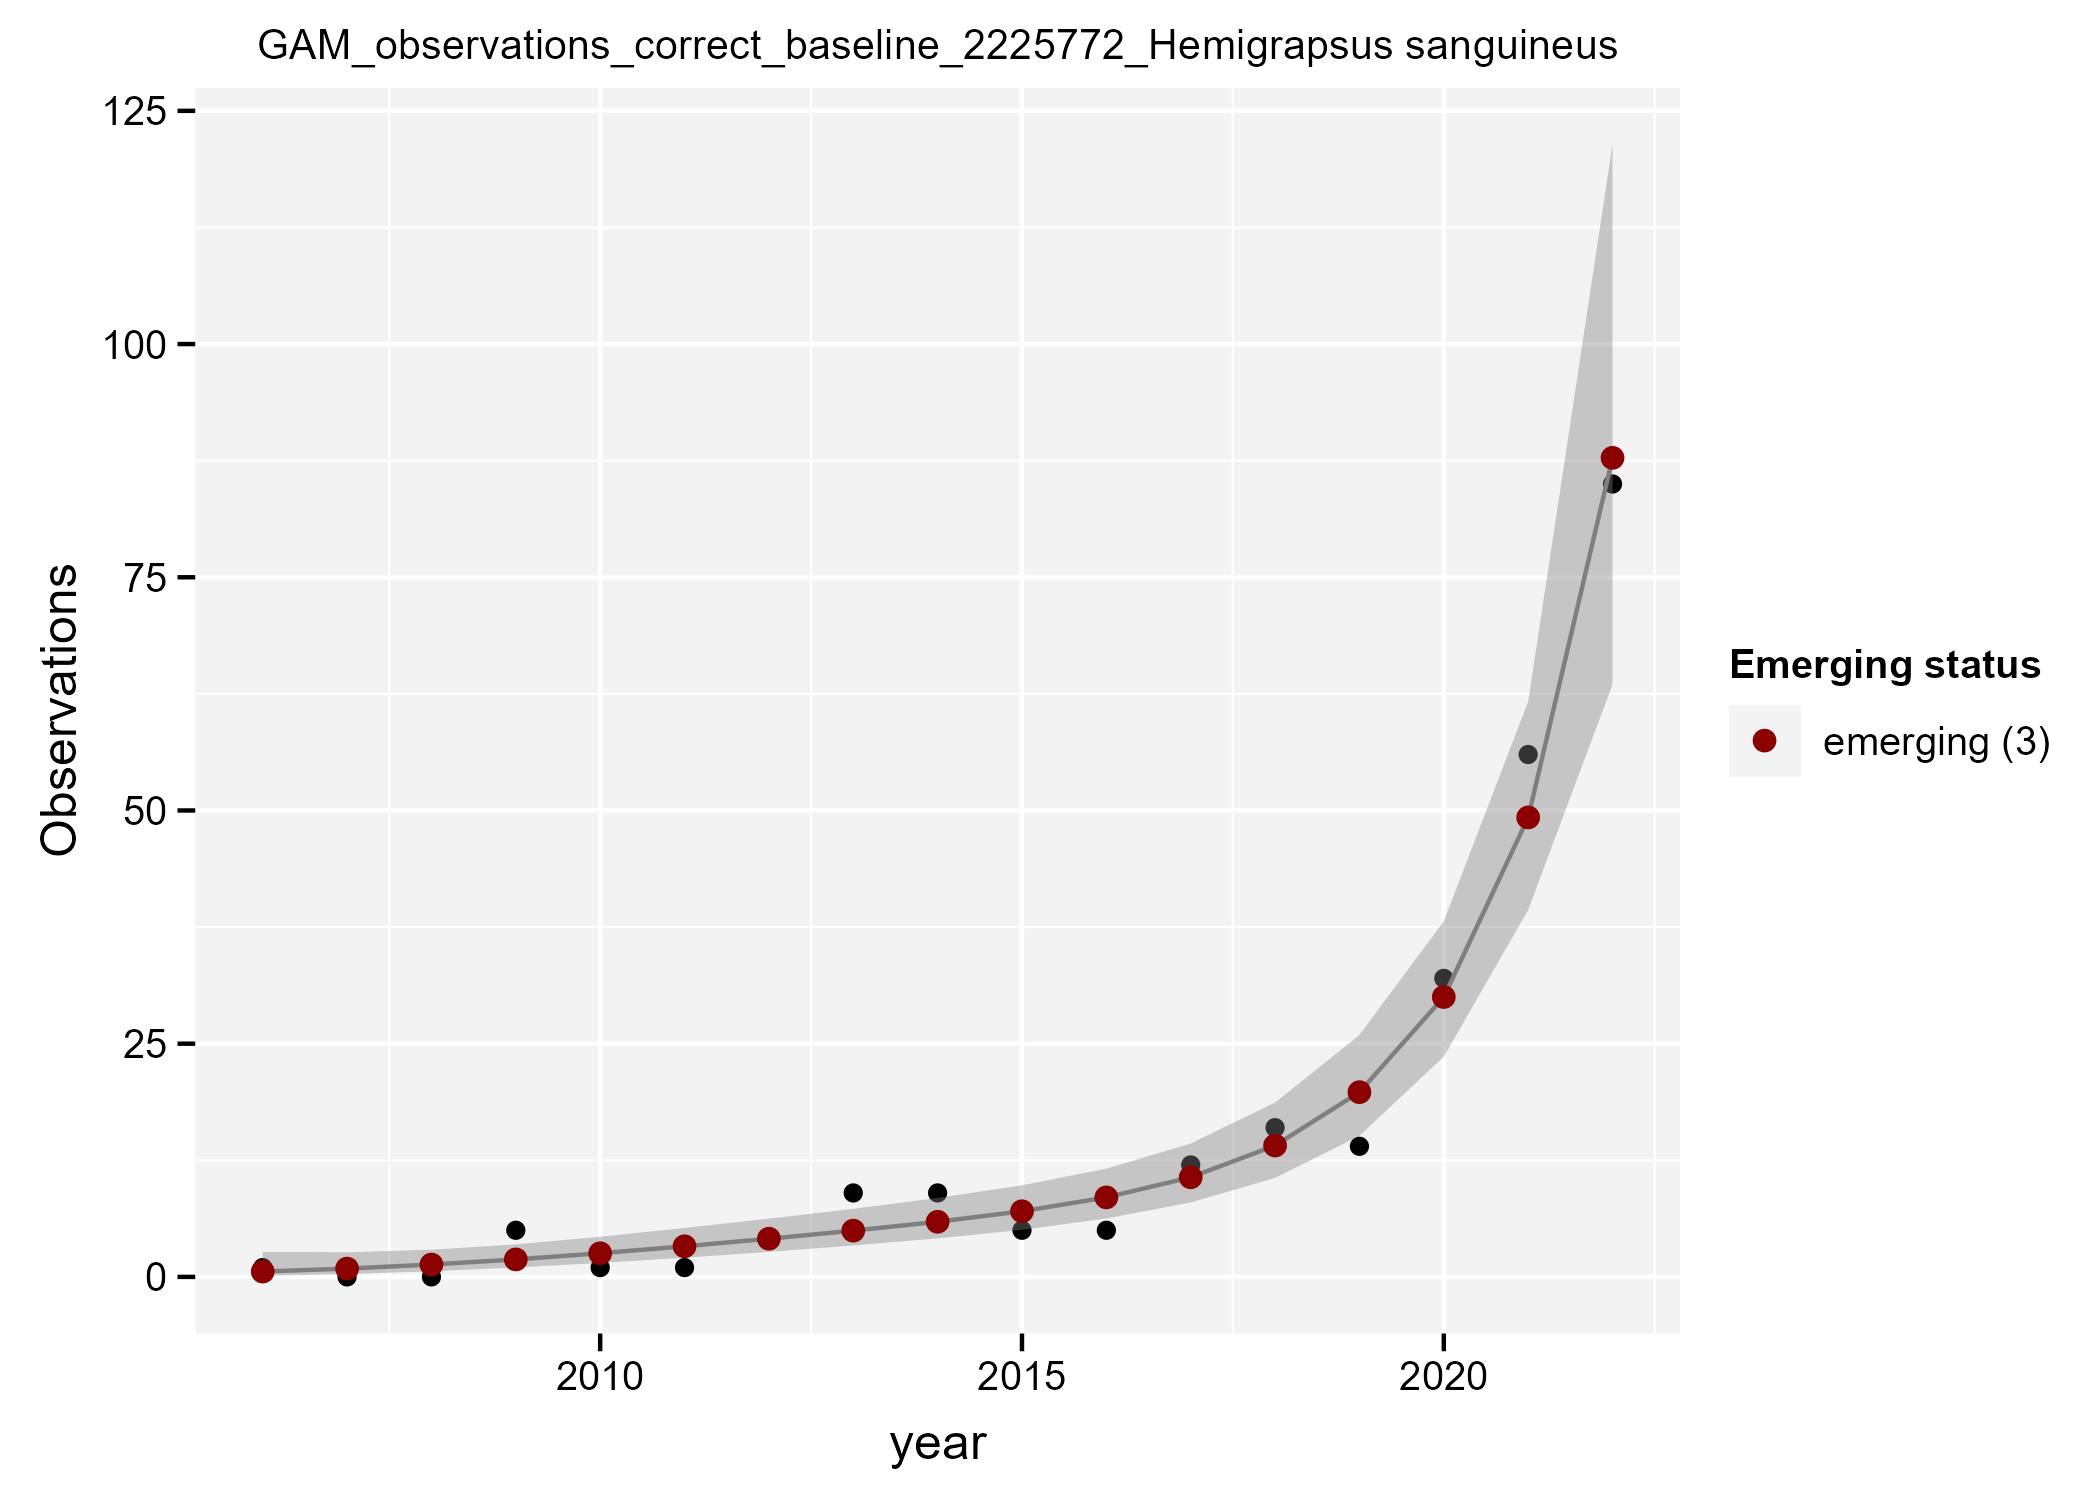 GAM_observations_correct_baseline_2225772_Hemigrapsus sanguineus
125
100
75
50
25
0
Observations
2010
2015
2020
year
Emerging status
emerging (3)